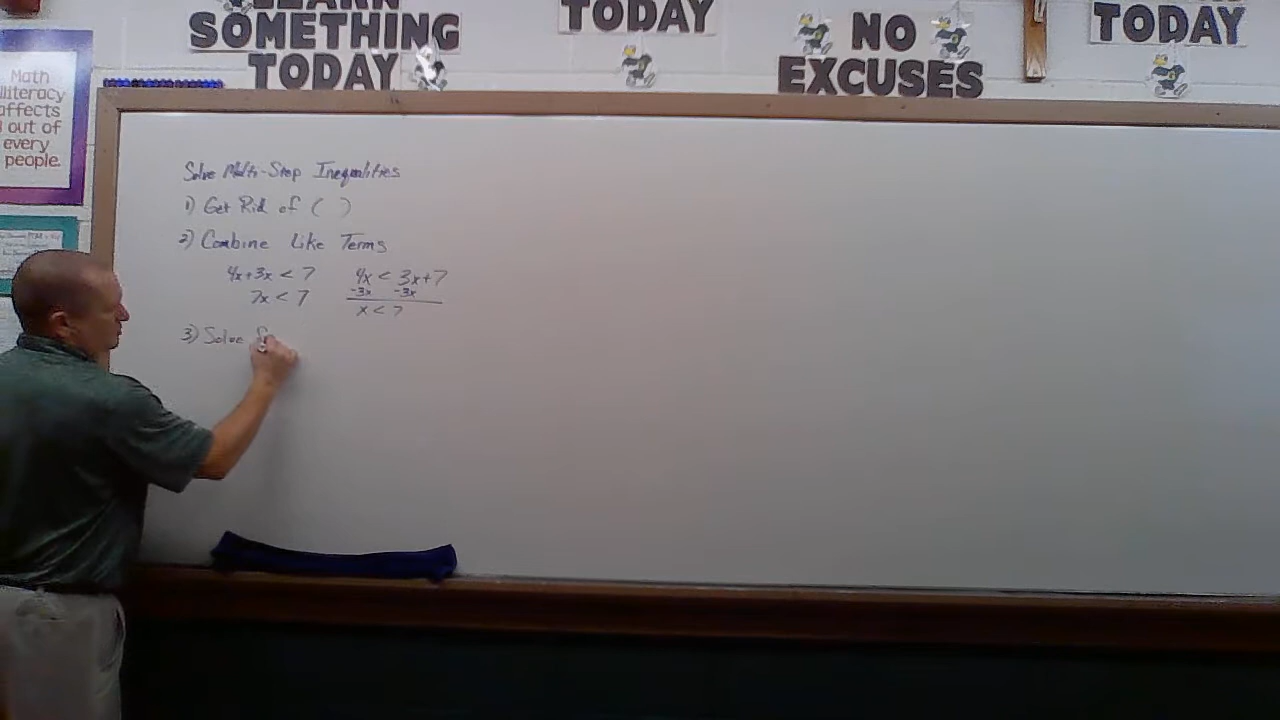 LEARN
SOMETHING
TODAY
TODAY
NO
EXCUSES
TODAY
Math
illiteracy
affects
out of
every
people.
Solve Multi-Step Inequalities
1) Get Rid of ( )
2) Combine Like Terms
4x+3x < 7
7x < 7
4x < 3x+7
-3x -3x
x < 7
3) Solve